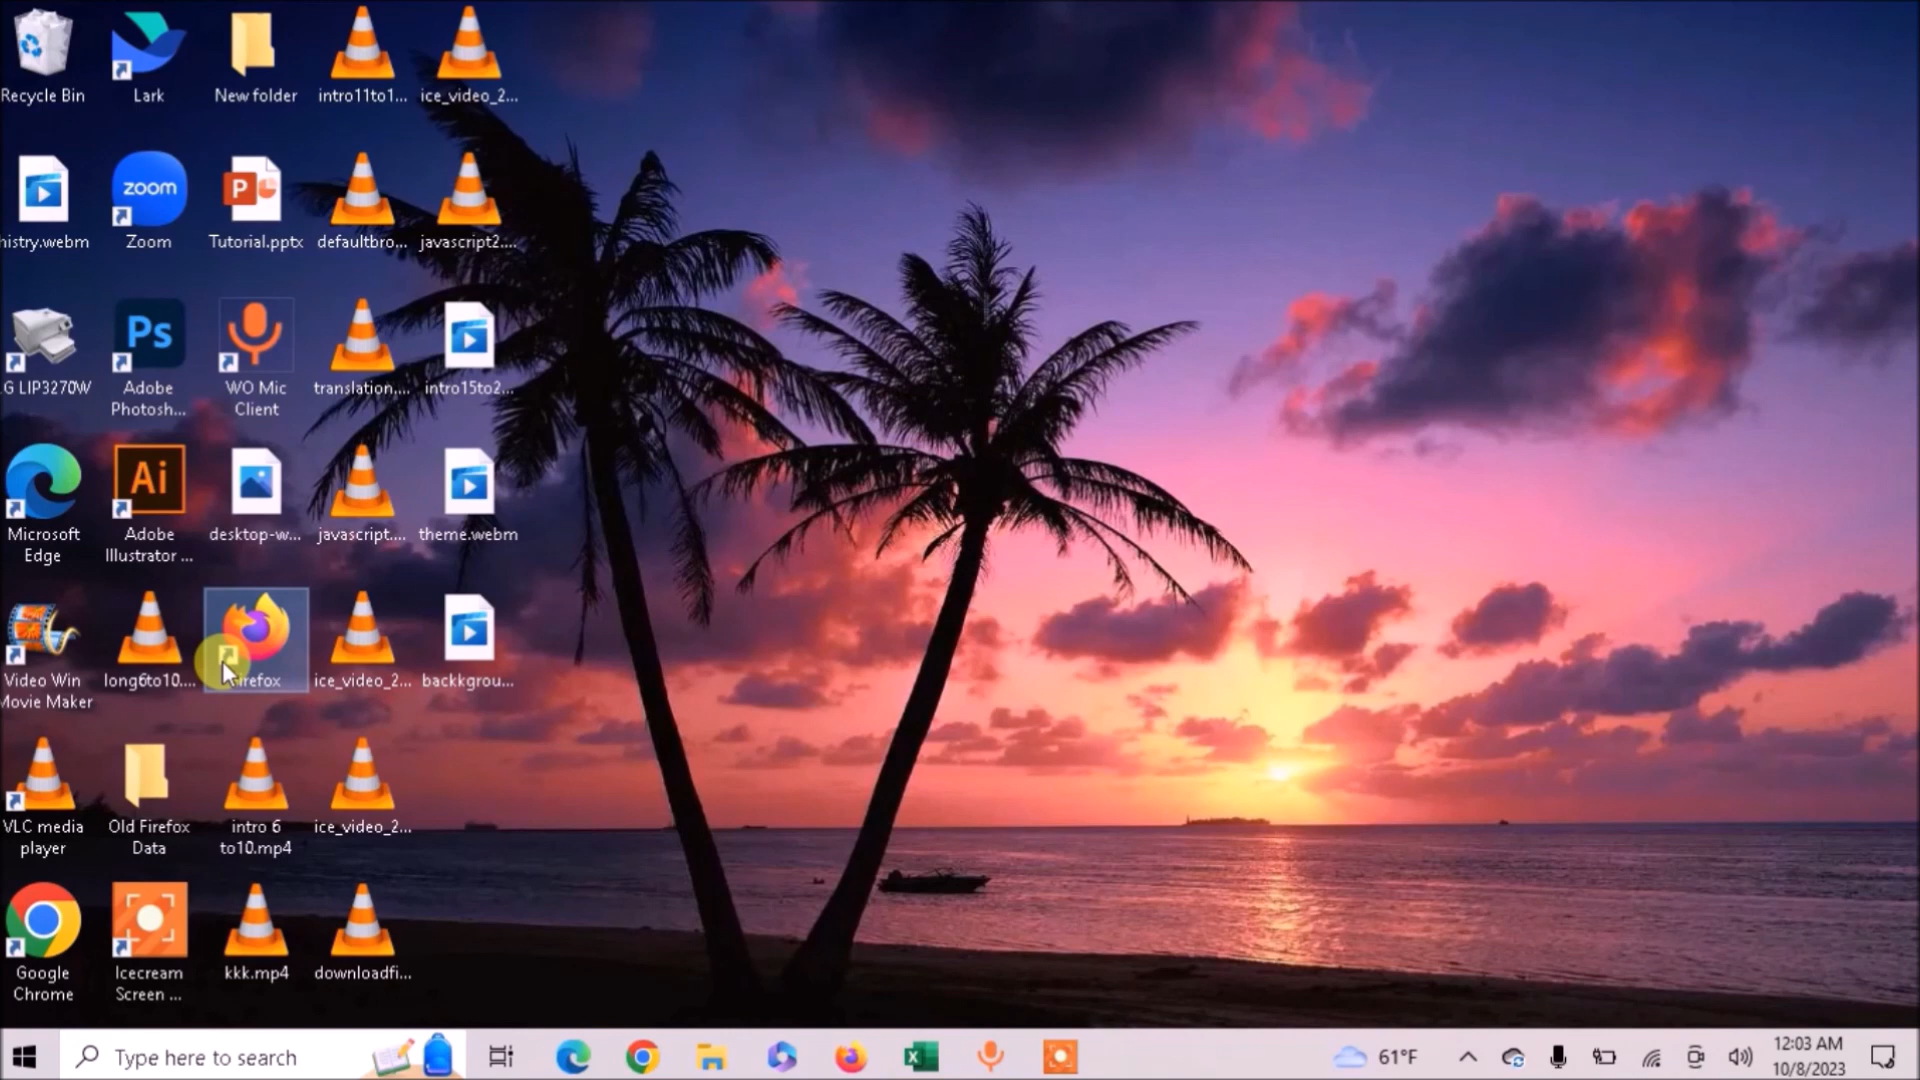 Recycle Bin
Lark
New folder
intro11to1...
ice_video_2...
histry.webm
zoom
Zoom
P
Tutorial.pptx
defaultbro...
javascript2....
G LIP3270W
Ps
Adobe
Photosh...
WO Mic
Client
translation....
intro15to2...
Microsoft
Edge
Ai
Adobe
Illustrator ...
desktop-w...
javascript....
theme.webm
Video Win
Movie Maker
long6to10....
irefox
ice_video_2...
backkgrou...
VLC media
player
Old Firefox
Data
intro 6
to10.mp4
ice_video_2...
Google
Chrome
Icecream
Screen ...
kkk.mp4
downloadfi...
Type here to search
61°F
12:03 AM
10/8/2023